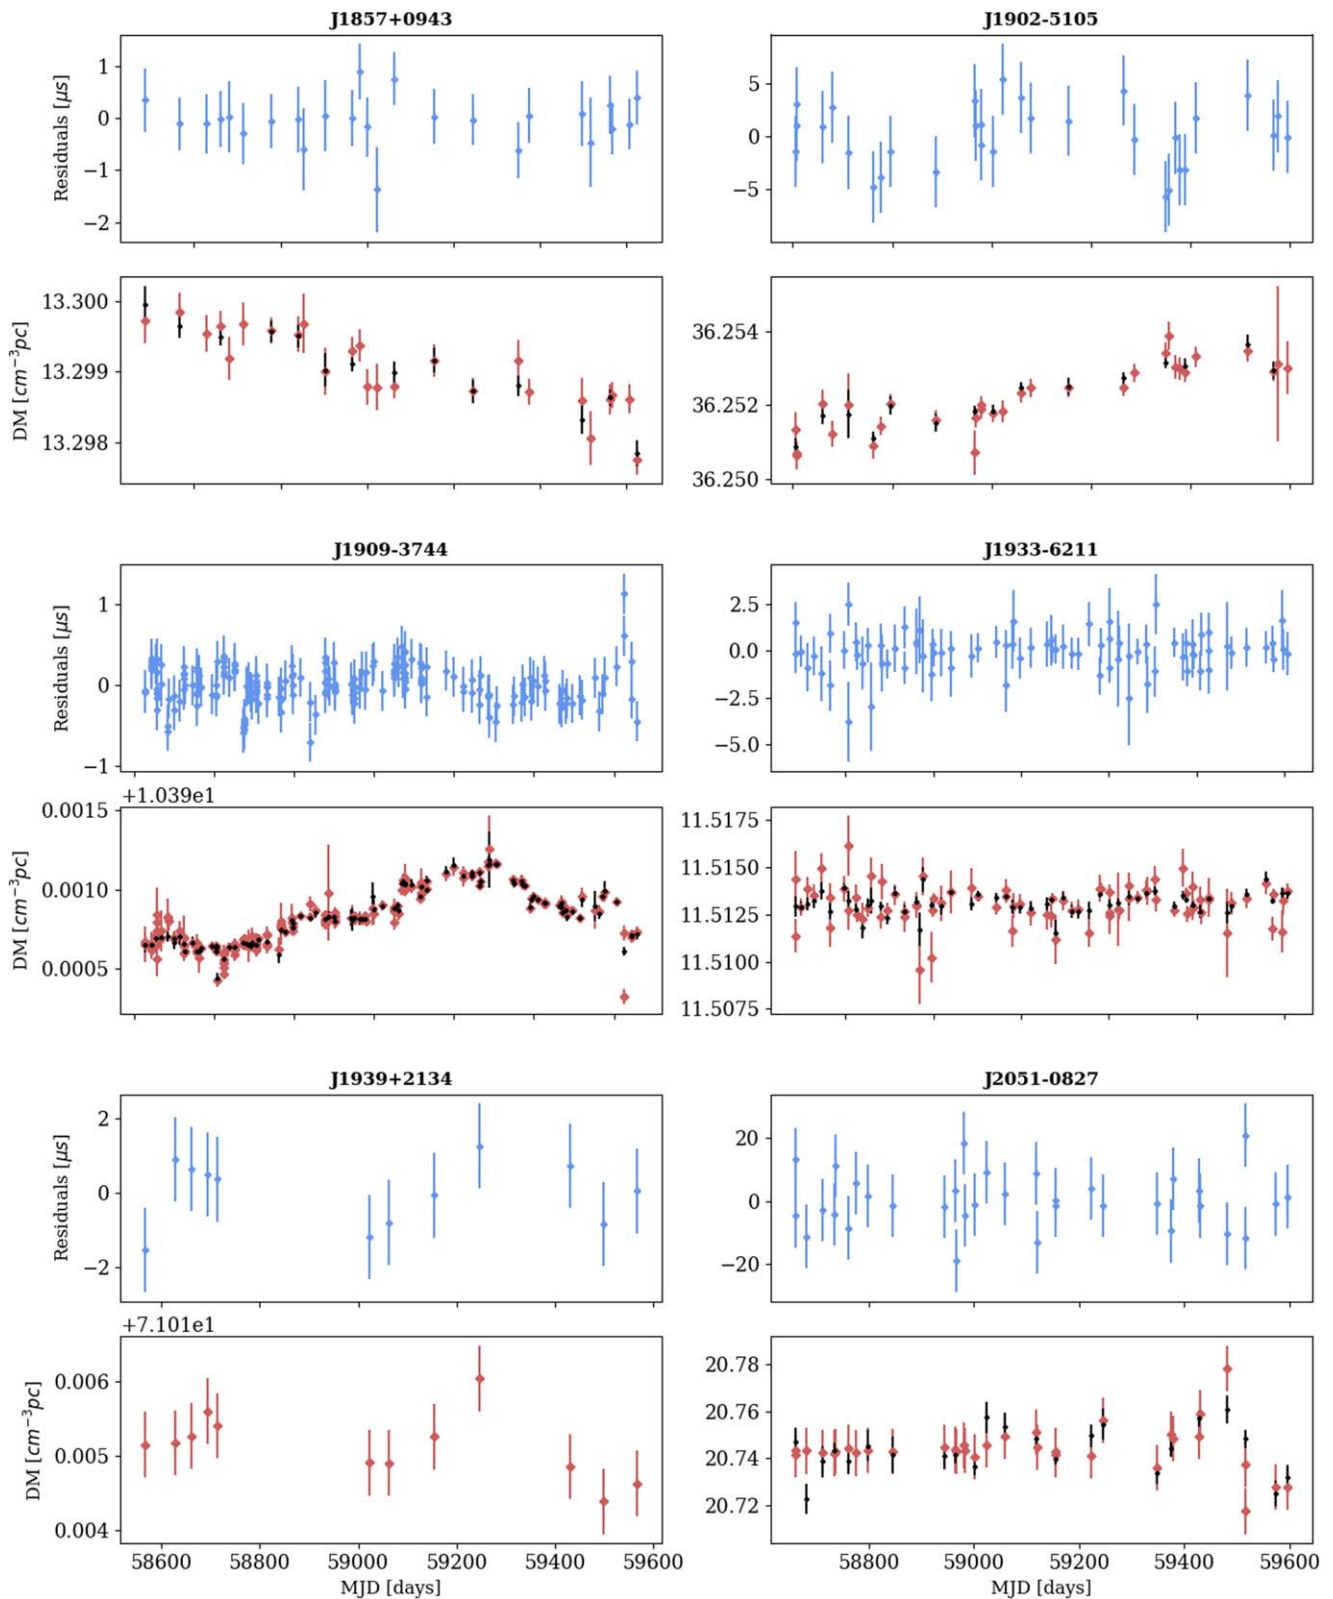 J1857+0943
J1902-5105
Residuals [μs]
1
0
−1
−2
5
0
−5
DM [cm⁻³pc]
13.300
13.299
13.298
36.254
36.252
36.250
J1909-3744
J1933-6211
Residuals [μs]
1
0
−1
2.5
0.0
−2.5
−5.0
+1.039e1
DM [cm⁻³pc]
0.0015
0.0010
0.0005
11.5175
11.5150
11.5125
11.5100
11.5075
J1939+2134
J2051-0827
Residuals [μs]
2
0
−2
20
0
−20
+7.101e1
DM [cm⁻³pc]
0.006
0.005
0.004
20.78
20.76
20.74
20.72
58600 58800 59000 59200 59400 59600
58800 59000 59200 59400 59600
MJD [days]
MJD [days]